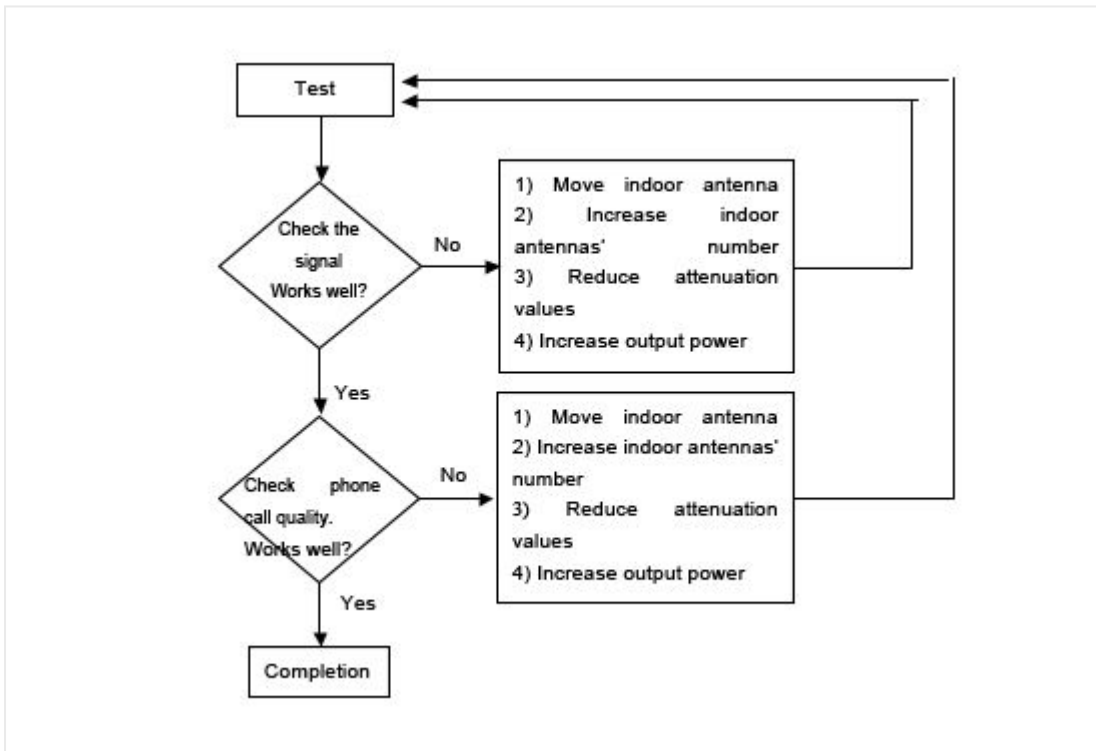 Test
Check the
signal
Works well?
No
1) Move indoor antenna
2) Increase indoor
antennas' number
3) Reduce attenuation
values
4) Increase output power
Yes
Check phone
call quality.
Works well?
No
1) Move indoor antenna
2) Increase indoor antennas'
number
3) Reduce attenuation
values
4) Increase output power
Yes
Completion